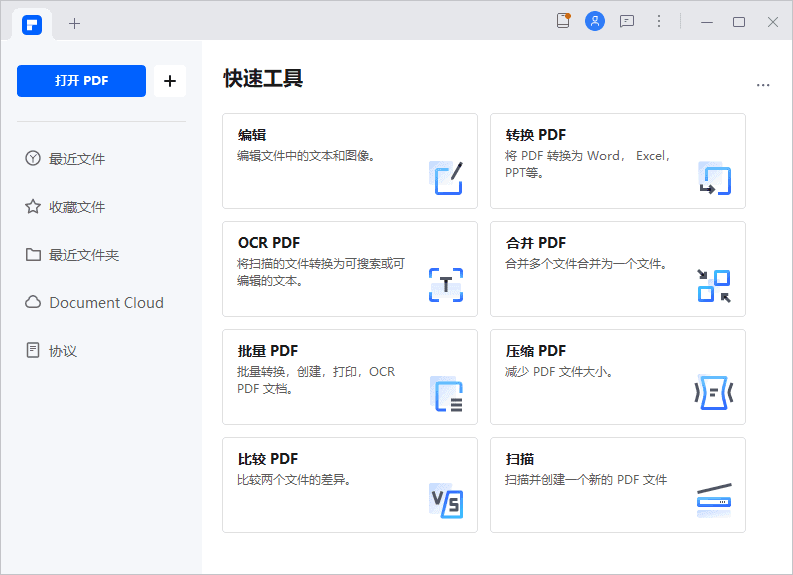 打开 PDF
最近文件
收藏文件
最近文件夹
Document Cloud
协议
快速工具
编辑
编辑文件中的文本和图像。
转换 PDF
将 PDF 转换为 Word， Excel，
PPT等。
OCR PDF
将扫描的文件转换为可搜索或可
编辑的文本。
合并 PDF
合并多个文件合并为一个文件。
批量 PDF
批量转换，创建，打印，OCR
PDF 文档。
压缩 PDF
减少 PDF 文件大小。
比较 PDF
比较两个文件的差异。
V/S
扫描
扫描并创建一个新的 PDF 文件